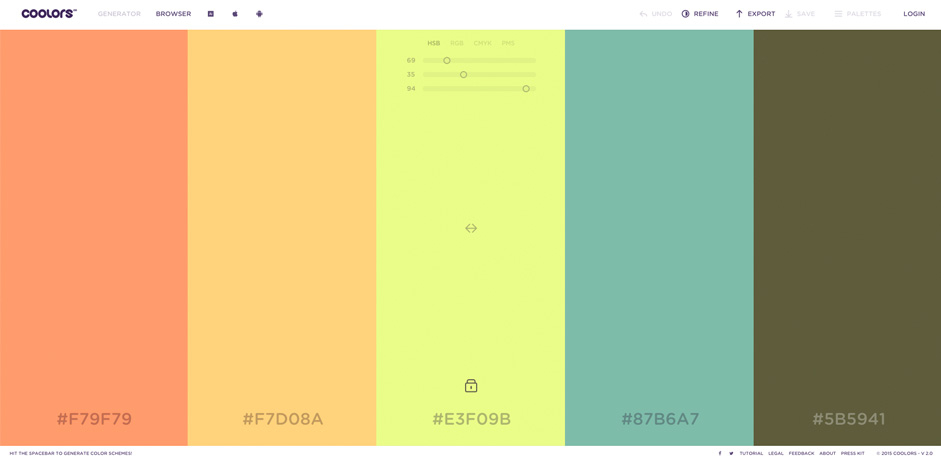 COOLORS™ GENERATOR BROWSER UNDO REFINE EXPORT SAVE PALETTES LOGIN
HSB RGB CMYK PMS
69
35
94
#F79F79 #F7D08A #E3F09B #87B6A7 #5B5941
HIT THE SPACEBAR TO GENERATE COLOR SCHEMES! TUTORIAL LEGAL FEEDBACK ABOUT PRESS KIT © 2015 COOLORS - V 2.0